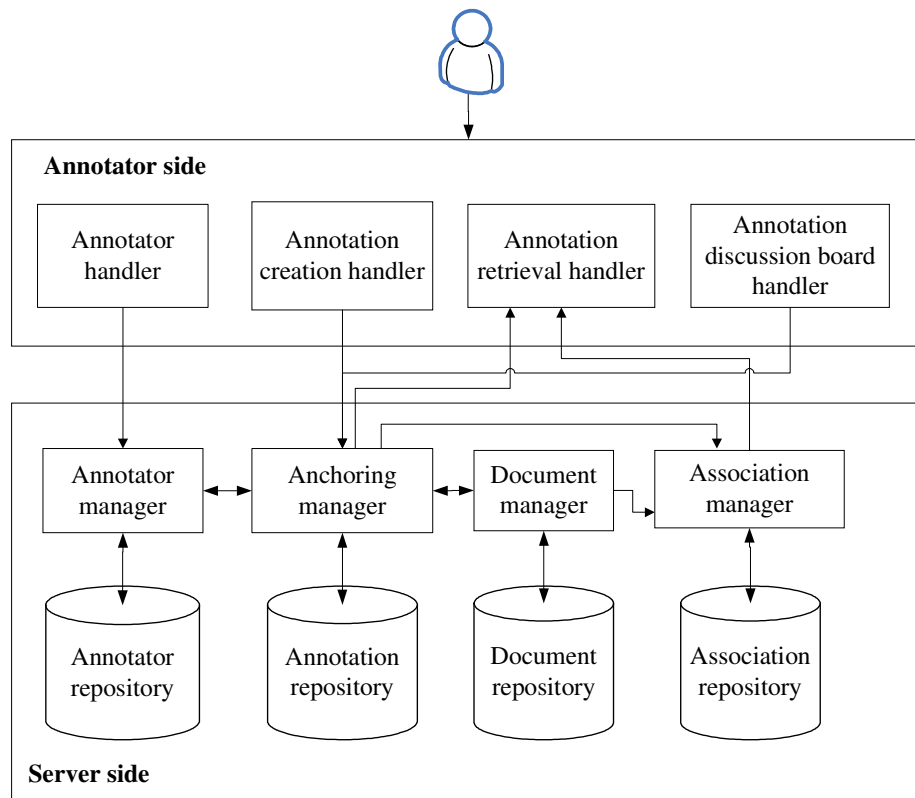 Annotator side
Annotator
handler
Annotation
creation handler
Annotation
retrieval handler
Annotation
discussion board
handler
Annotator
manager
Anchoring
manager
Document
manager
Association
manager
Annotator
repository
Annotation
repository
Document
repository
Association
repository
Server side